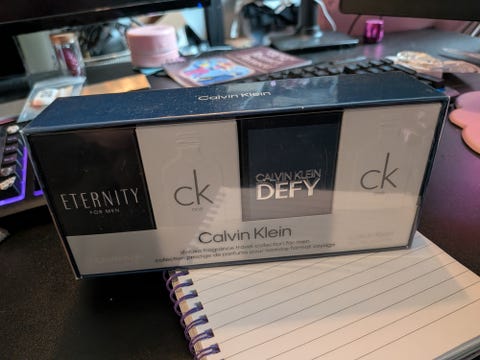 Calvin Klein
ETERNITY
FOR MEN
ck
one
CALVIN KLEIN
DEFY
ck
Calvin Klein
deluxe fragrance travel collection for men
collection prestige de parfums pour homme format voyage